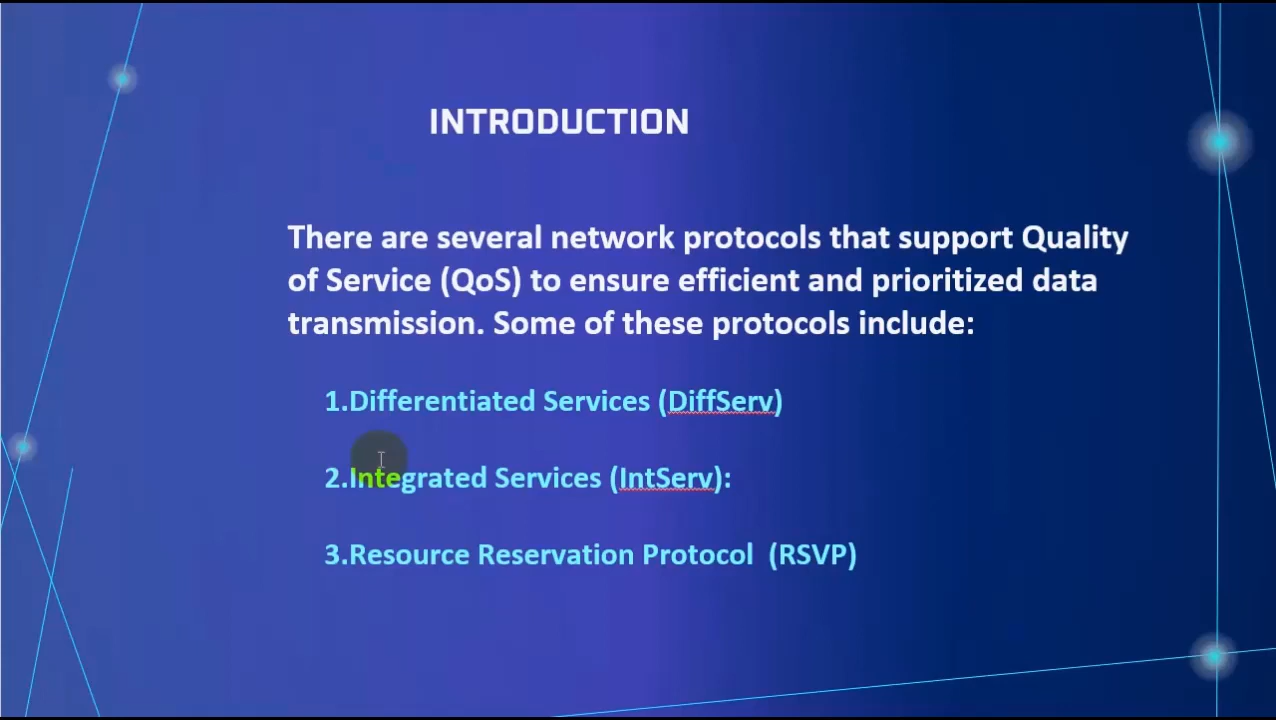 INTRODUCTION
There are several network protocols that support Quality
of Service (QoS) to ensure efficient and prioritized data
transmission. Some of these protocols include:
1.Differentiated Services (DiffServ)
2.Integrated Services (IntServ):
3.Resource Reservation Protocol  (RSVP)